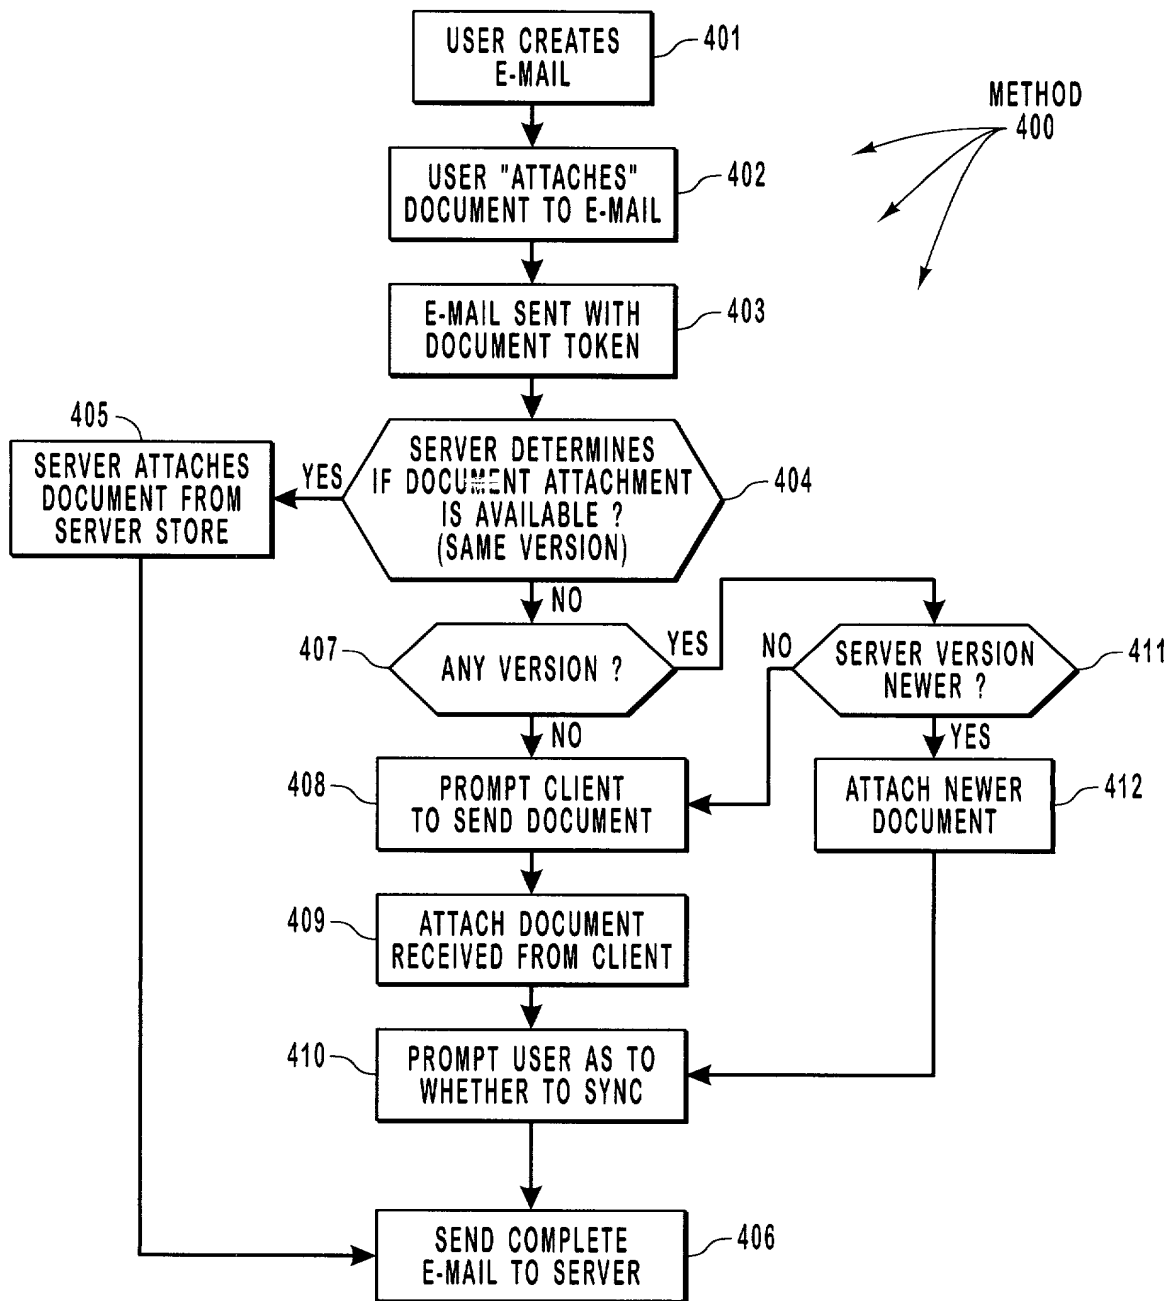 USER CREATES
E-MAIL
401
METHOD
400
USER "ATTACHES"
DOCUMENT TO E-MAIL
402
E-MAIL SENT WITH
DOCUMENT TOKEN
403
405
SERVER ATTACHES
DOCUMENT FROM
SERVER STORE
YES
SERVER DETERMINES
IF DOCUMENT ATTACHMENT
IS AVAILABLE ?
(SAME VERSION)
404
NO
407
ANY VERSION ?
YES
NO
SERVER VERSION
NEWER ?
411
NO
YES
408
PROMPT CLIENT
TO SEND DOCUMENT
ATTACH NEWER
DOCUMENT
412
409
ATTACH DOCUMENT
RECEIVED FROM CLIENT
410
PROMPT USER AS TO
WHETHER TO SYNC
SEND COMPLETE
E-MAIL TO SERVER
406